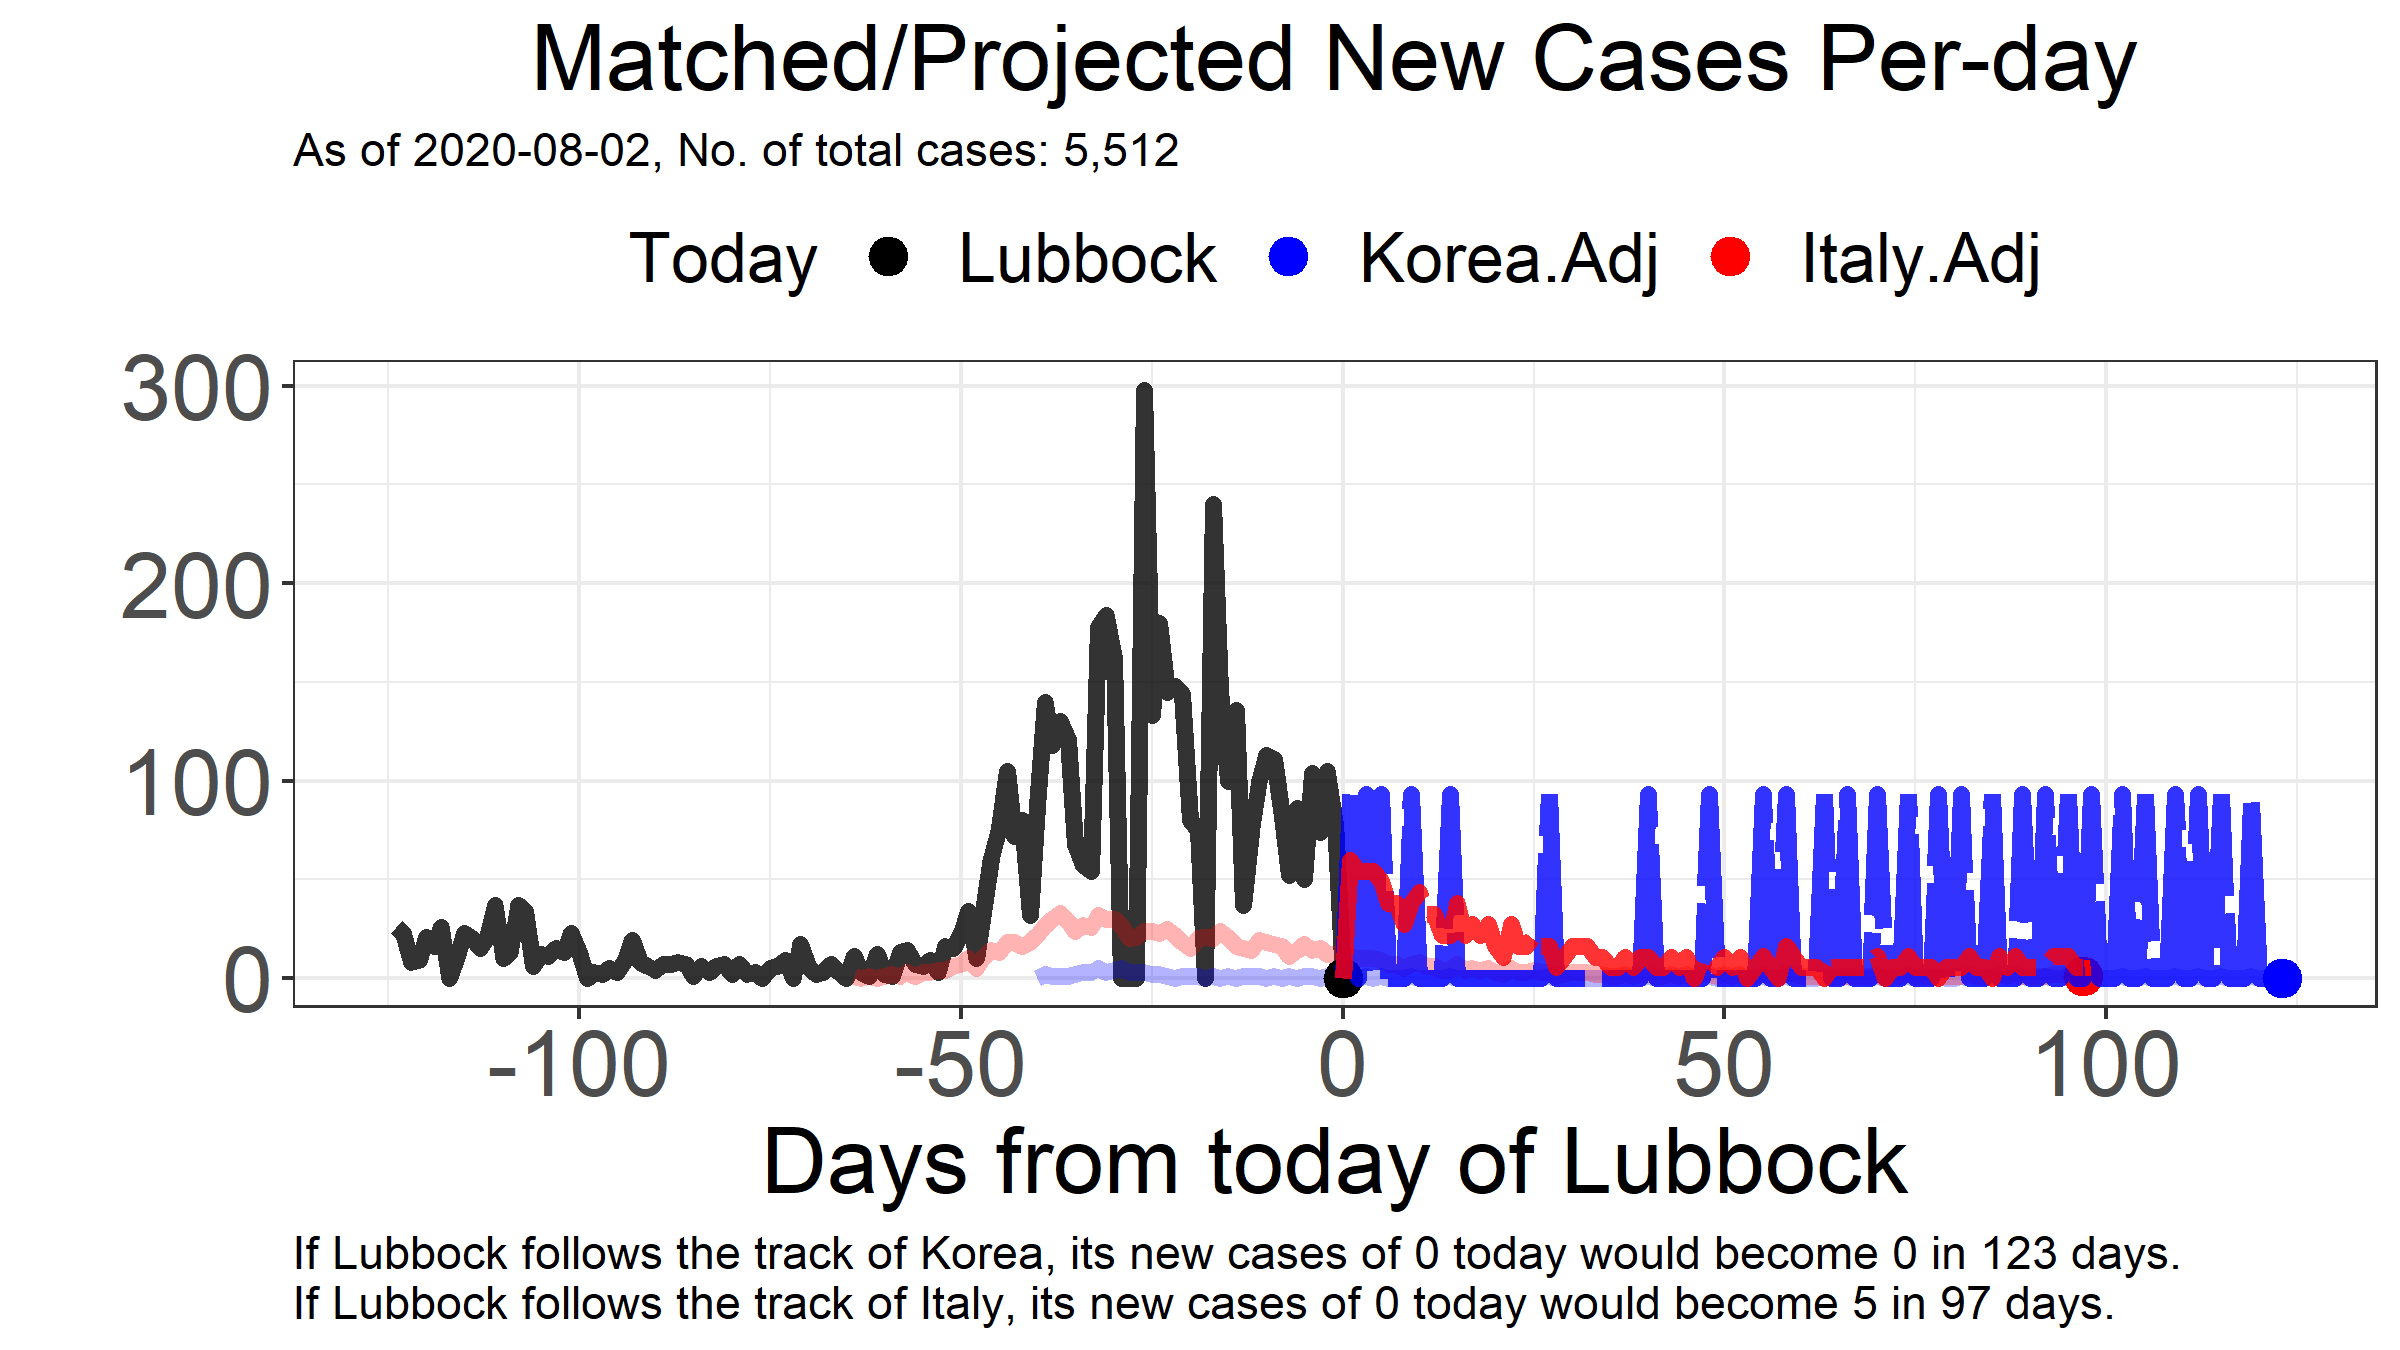 Matched/Projected New Cases Per-day
As of 2020-08-02, No. of total cases: 5,512
Today Lubbock Korea.Adj Italy.Adj
300
200
100
0
-100 -50 0 50 100
Days from today of Lubbock
If Lubbock follows the track of Korea, its new cases of 0 today would become 0 in 123 days.
If Lubbock follows the track of Italy, its new cases of 0 today would become 5 in 97 days.